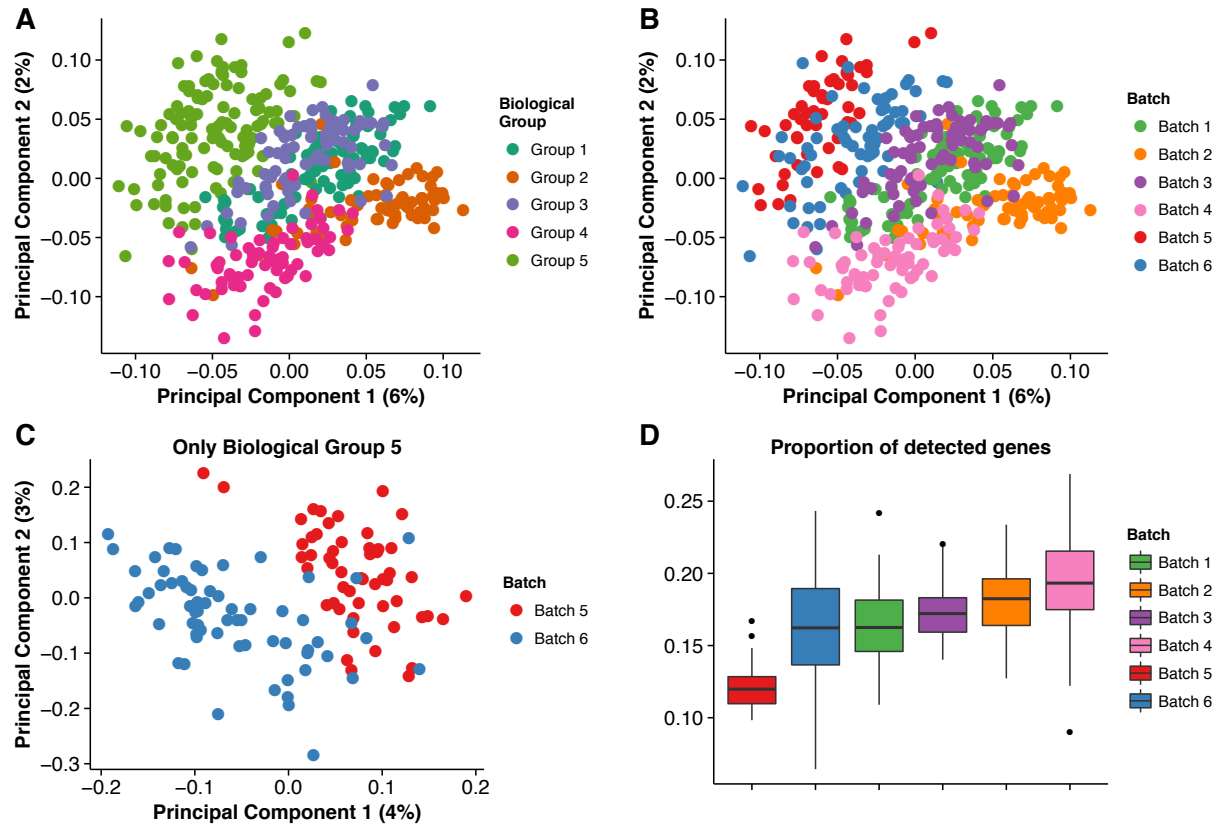 A
Principal Component 2 (2%)
0.10
0.05
0.00
−0.05
−0.10
−0.10
−0.05
0.00
0.05
0.10
Principal Component 1 (6%)
Biological
Group
Group 1
Group 2
Group 3
Group 4
Group 5
B
Principal Component 2 (2%)
0.10
0.05
0.00
−0.05
−0.10
−0.10
−0.05
0.00
0.05
0.10
Principal Component 1 (6%)
Batch
Batch 1
Batch 2
Batch 3
Batch 4
Batch 5
Batch 6
C
Only Biological Group 5
Principal Component 2 (3%)
0.2
0.1
0.0
−0.1
−0.2
−0.3
−0.2
−0.1
0.0
0.1
0.2
Principal Component 1 (4%)
Batch
Batch 5
Batch 6
D
Proportion of detected genes
0.25
0.20
0.15
0.10
Batch
Batch 1
Batch 2
Batch 3
Batch 4
Batch 5
Batch 6